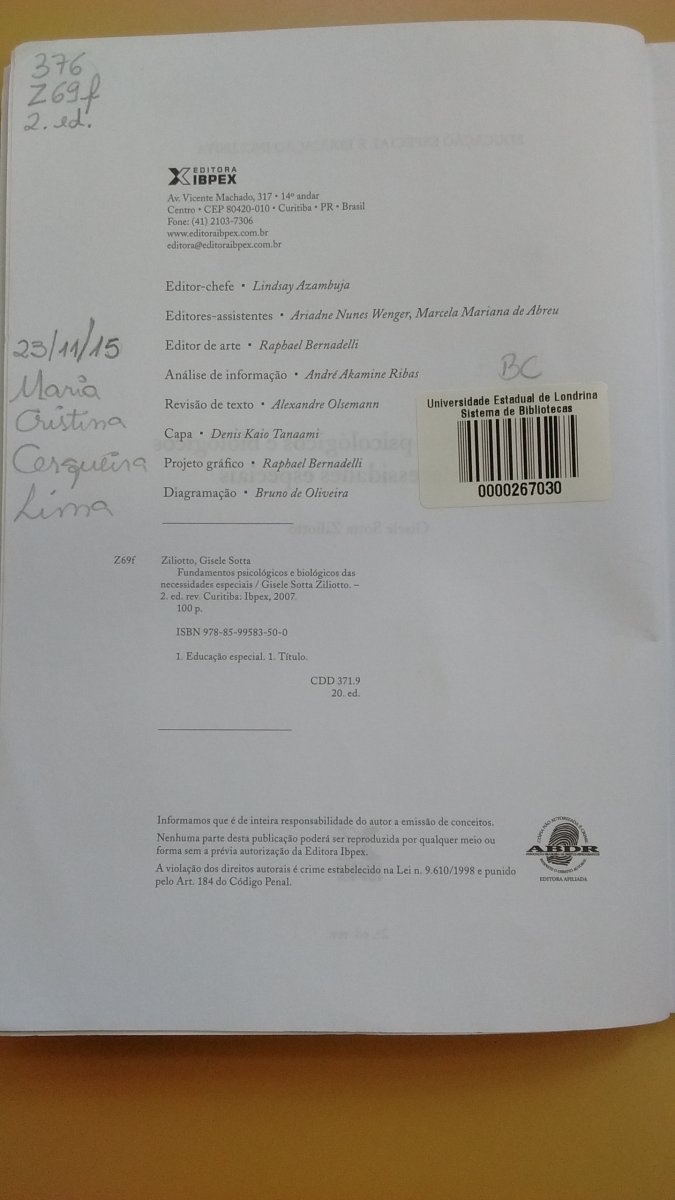 376
Z69f
2. ed.
EDITORA
IBPEX
Av. Vicente Machado, 317 • 14º andar
Centro • CEP 80420-010 • Curitiba • PR • Brasil
Fone: (41) 2103-7306
www.editoraibpex.com.br
editora@editoraibpex.com.br
Editor-chefe • Lindsay Azambuja
Editores-assistentes • Ariadne Nunes Wenger, Marcela Mariana de Abreu
Editor de arte • Raphael Bernadelli
Análise de informação • André Akamine Ribas
Revisão de texto • Alexandre Olsemann
Capa • Denis Kaio Tanaami
Projeto gráfico • Raphael Bernadelli
Diagramação • Bruno de Oliveira
23/11/15
Maria
Cristina
Cerqueira
Lima
BC
Universidade Estadual de Londrina
Sistema de Bibliotecas
0000267030
Z69f Ziliotto, Gisele Sotta
Fundamentos psicológicos e biológicos das
necessidades especiais / Gisele Sotta Ziliotto. –
2. ed. rev. Curitiba: Ibpex, 2007.
100 p.
ISBN 978-85-99583-50-0
1. Educação especial. 1. Título.
CDD 371.9
20. ed.
Informamos que é de inteira responsabilidade do autor a emissão de conceitos.
Nenhuma parte desta publicação poderá ser reproduzida por qualquer meio ou
forma sem a prévia autorização da Editora Ibpex.
A violação dos direitos autorais é crime estabelecido na Lei n. 9.610/1998 e punido
pelo Art. 184 do Código Penal.
ABDR
EDITORA AFILIADA